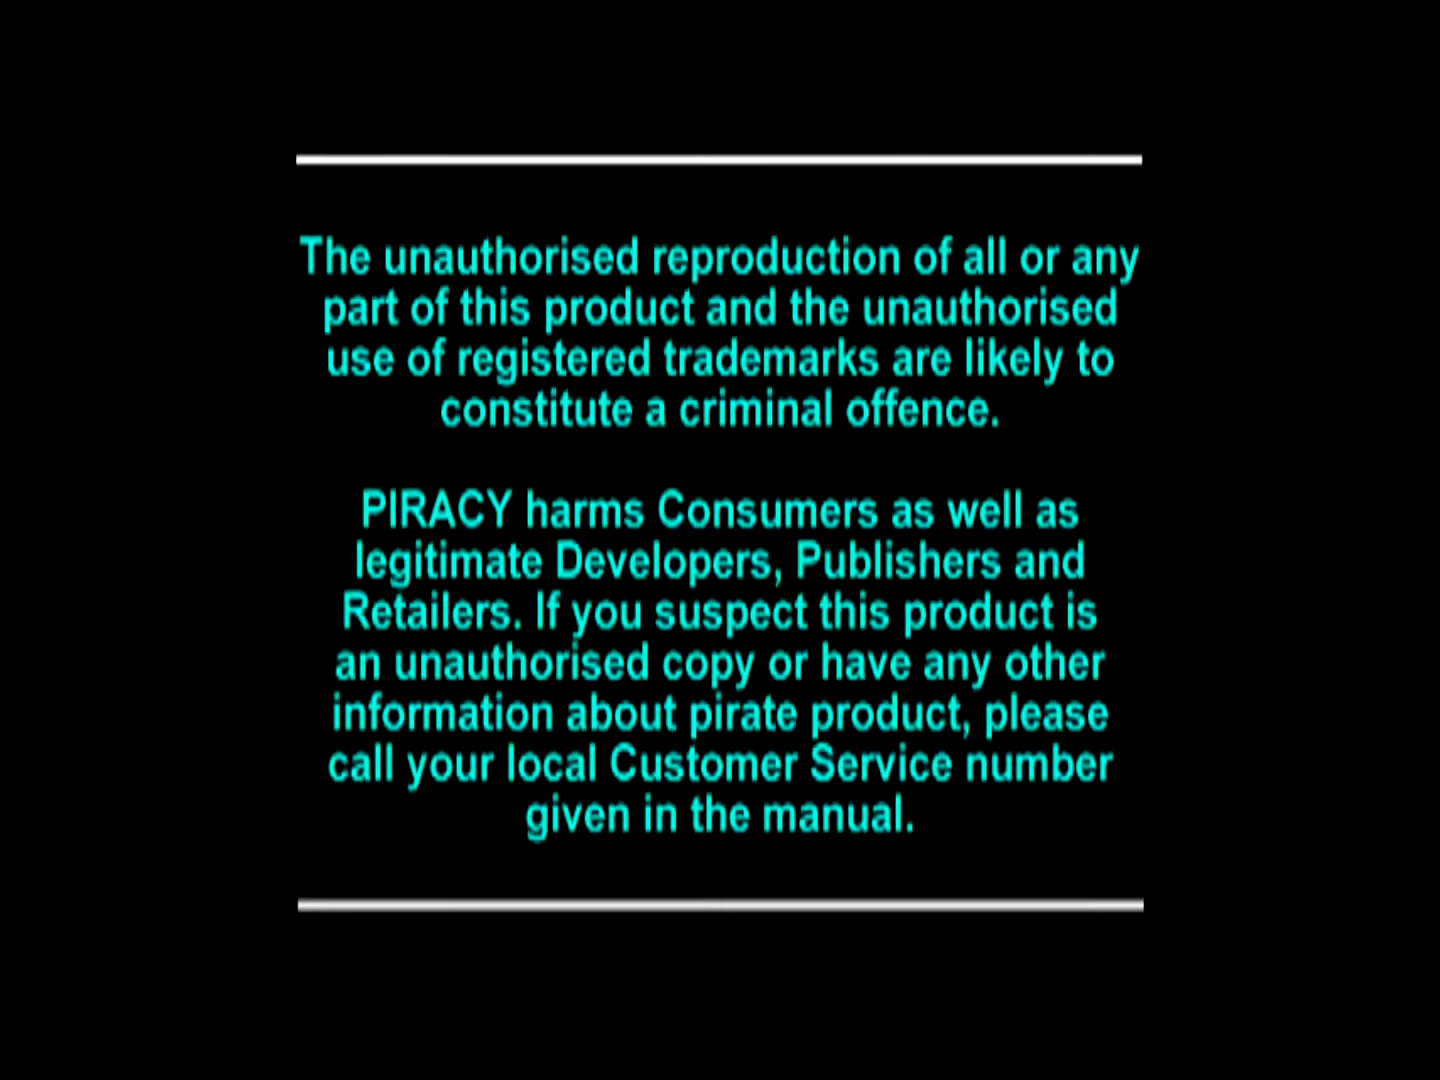 The unauthorised reproduction of all or any
part of this product and the unauthorised
use of registered trademarks are likely to
constitute a criminal offence.
PIRACY harms Consumers as well as
legitimate Developers, Publishers and
Retailers. If you suspect this product is
an unauthorised copy or have any other
information about pirate product, please
call your local Customer Service number
given in the manual.